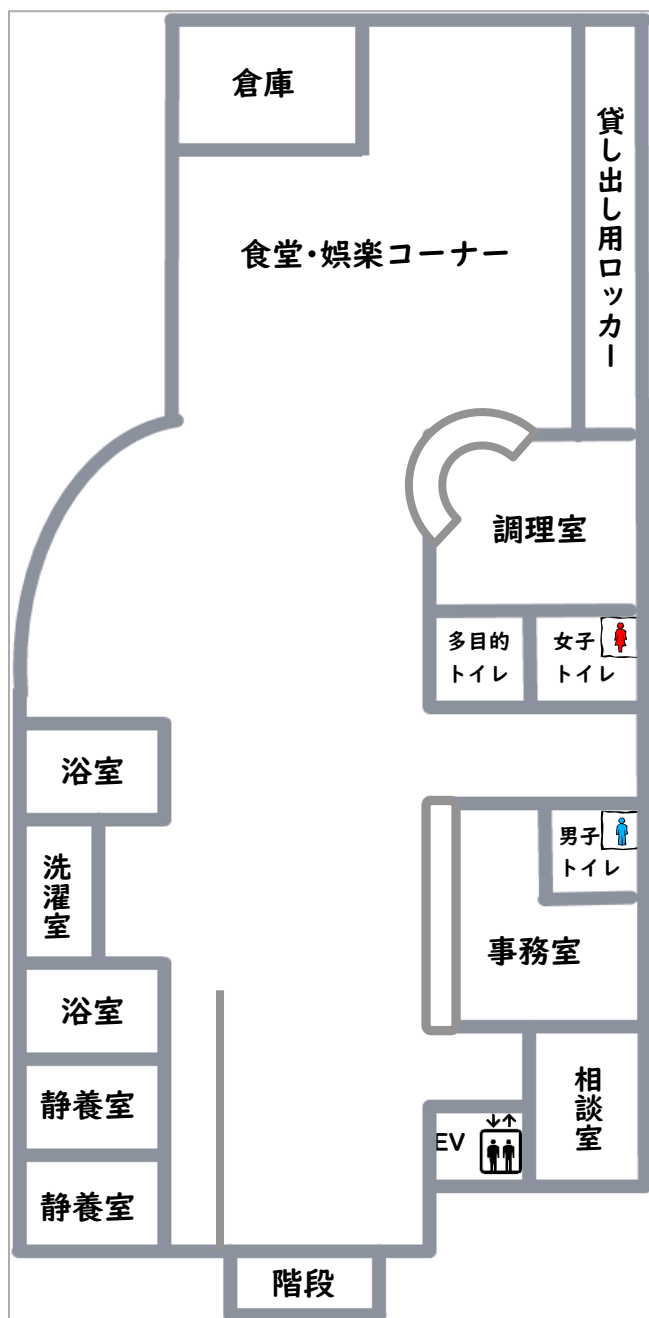 倉庫
貸し出し用ロッカー
食堂・娯楽コーナー
調理室
多目的
トイレ
女子
トイレ
浴室
男子
トイレ
洗濯室
事務室
浴室
静養室
相談室
EV
静養室
階段